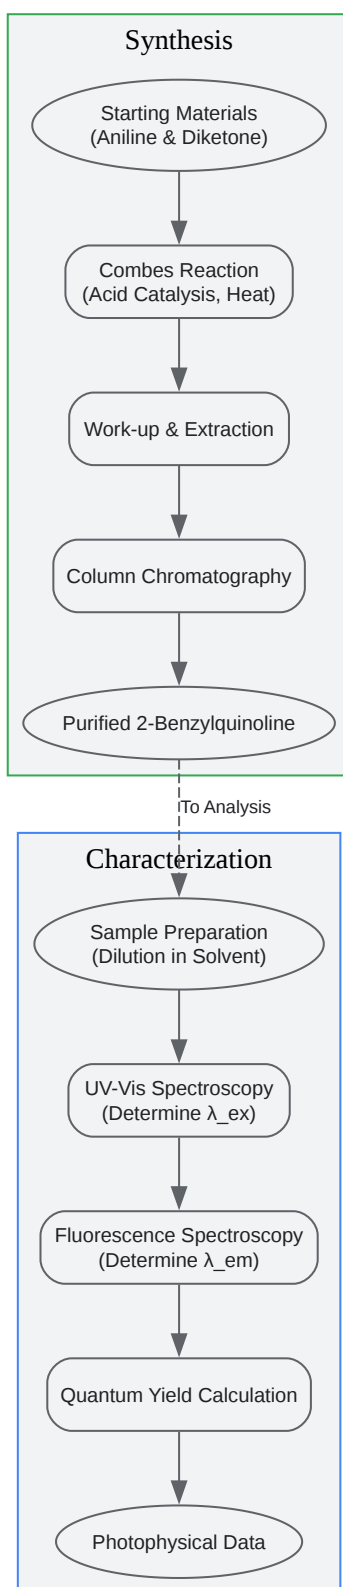 Synthesis
Starting Materials
(Aniline & Diketone)
Combes Reaction
(Acid Catalysis, Heat)
Work-up & Extraction
Column Chromatography
Purified 2-Benzylquinoline
To Analysis
Characterization
Sample Preparation
(Dilution in Solvent)
UV-Vis Spectroscopy
(Determine λ_ex)
Fluorescence Spectroscopy
(Determine λ_em)
Quantum Yield Calculation
Photophysical Data